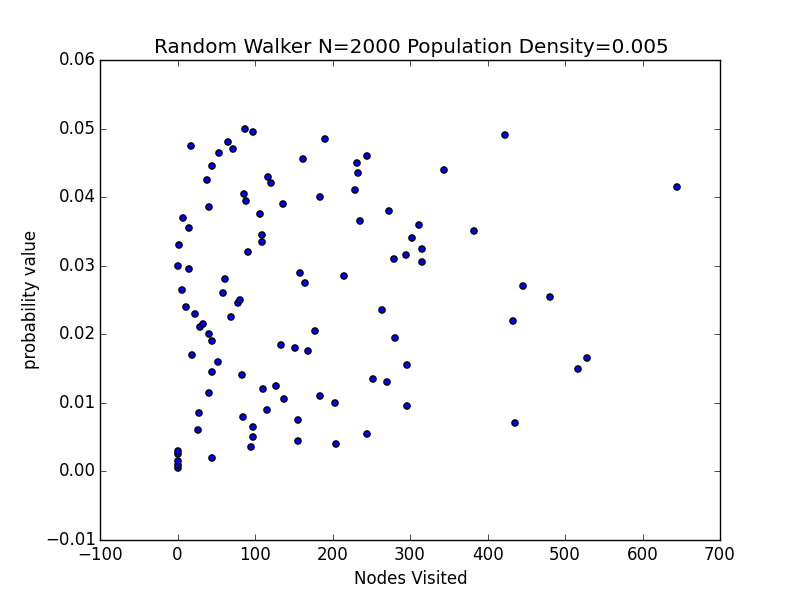 Random Walker N=2000 Population Density=0.005
0.06
0.05
0.04
0.03
0.02
0.01
0.00
−0.01
probability value
−100 0 100 200 300 400 500 600 700
Nodes Visited